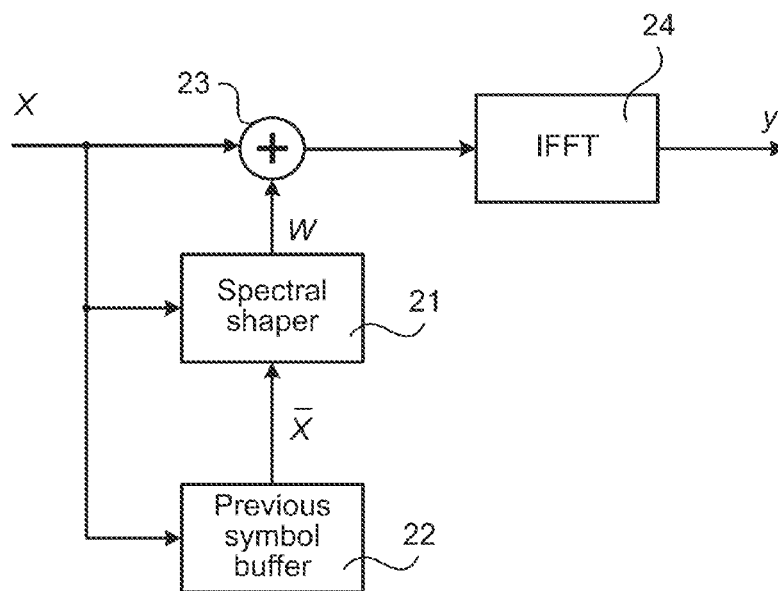 24
23
X
+
IFFT
y
W
Spectral
shaper
21
X̄
Previous
symbol
buffer
22